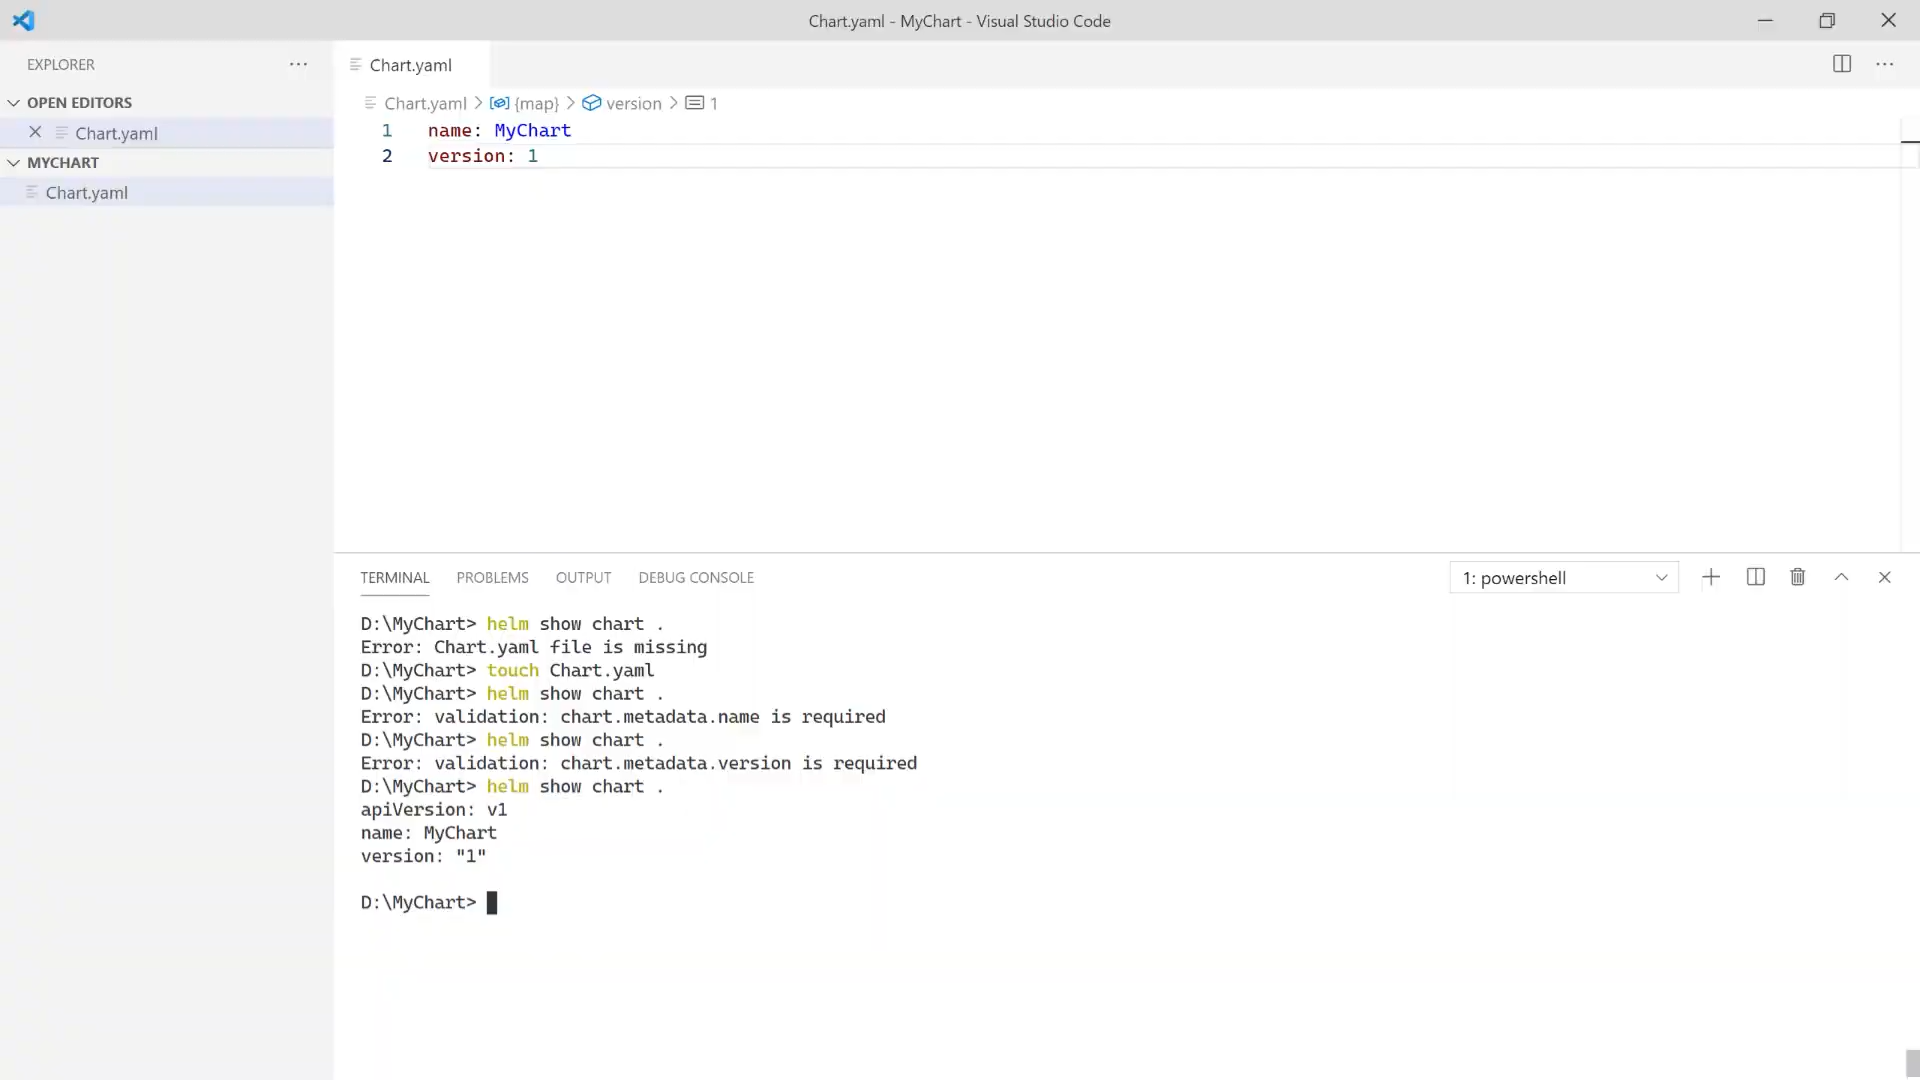 Chart.yaml - MyChart - Visual Studio Code
EXPLORER
OPEN EDITORS
Chart.yaml
MYCHART
Chart.yaml
Chart.yaml
Chart.yaml > {map} > version > 1
1 name: MyChart
2 version: 1
TERMINAL PROBLEMS OUTPUT DEBUG CONSOLE
1: powershell
D:\MyChart> helm show chart .
Error: Chart.yaml file is missing
D:\MyChart> touch Chart.yaml
D:\MyChart> helm show chart .
Error: validation: chart.metadata.name is required
D:\MyChart> helm show chart .
Error: validation: chart.metadata.version is required
D:\MyChart> helm show chart .
apiVersion: v1
name: MyChart
version: "1"
D:\MyChart>